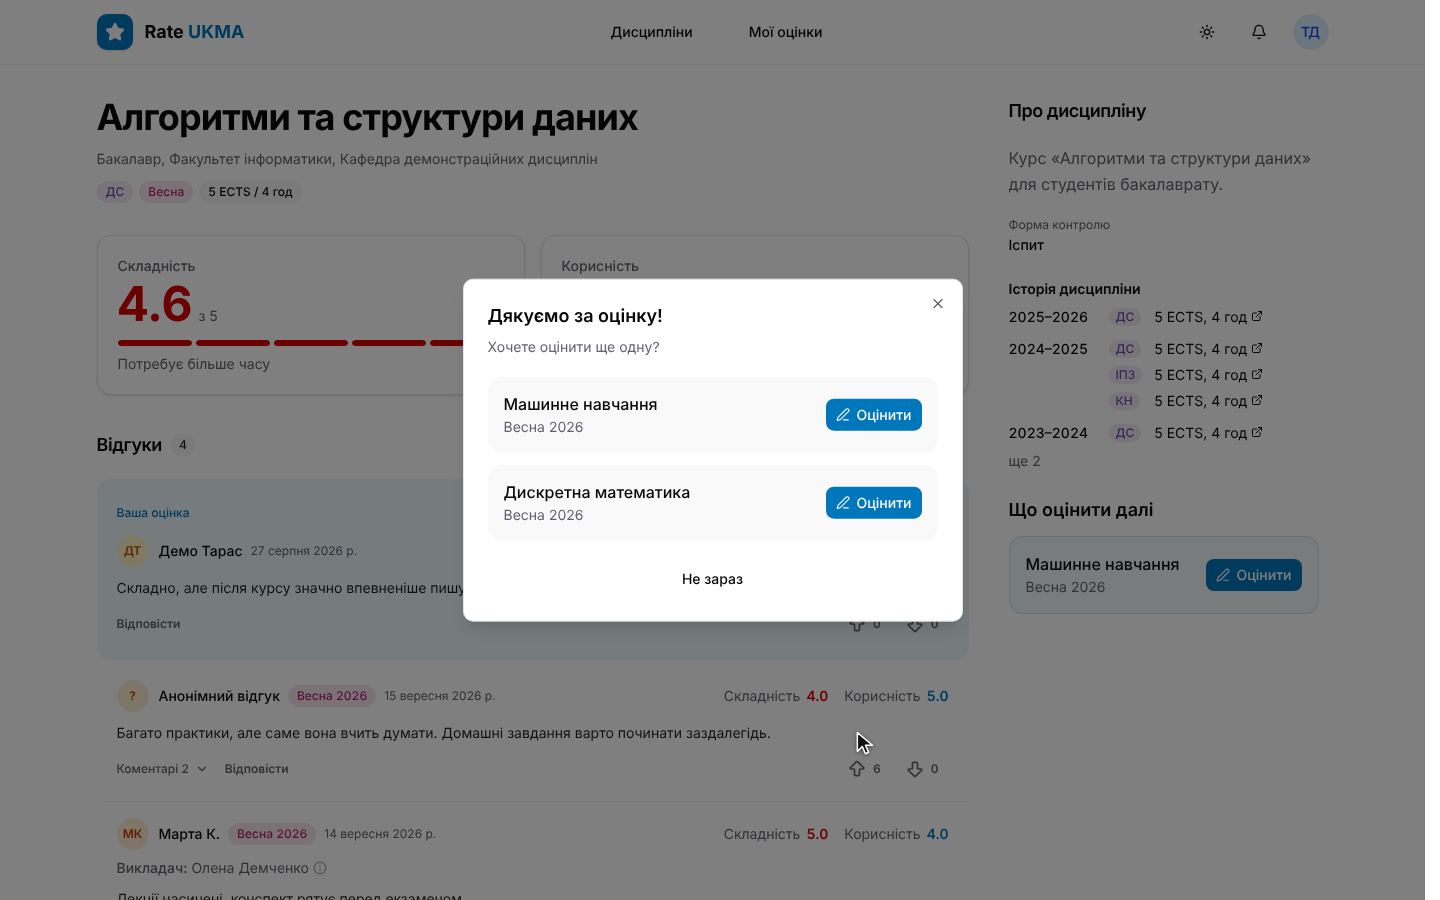 Rate UKMA
Дисципліни
Мої оцінки
ТД
Алгоритми та структури даних
Бакалавр, Факультет інформатики, Кафедра демонстраційних дисциплін
ДС Весна 5 ECTS / 4 год
Складність
4.6 з 5
Потребує більше часу
Корисність
Дякуємо за оцінку!
Хочете оцінити ще одну?
Машинне навчання
Весна 2026
Оцінити
Дискретна математика
Весна 2026
Оцінити
Не зараз
Відгуки 4
Ваша оцінка
ДТ Демо Тарас 27 серпня 2026 р.
Складно, але після курсу значно впевненіше
Відповісти
0 0
? Анонімний відгук Весна 2026 15 вересня 2026 р. Складність 4.0 Корисність 5.0
Багато практики, але саме вона вчить думати. Домашні завдання варто починати заздалегідь.
Коментарі 2 Відповісти 6 0
МК Марта К. Весна 2026 14 вересня 2026 р. Складність 5.0 Корисність 4.0
Викладач: Олена Демченко
Лекції насичені, конспект рятує перед екзаменом.
Про дисципліну
Курс «Алгоритми та структури даних»
для студентів бакалаврату.
Форма контролю
Іспит
Історія дисципліни
2025–2026 ДС 5 ECTS, 4 год
2024–2025 ДС 5 ECTS, 4 год
ІПЗ 5 ECTS, 4 год
КН 5 ECTS, 4 год
2023–2024 ДС 5 ECTS, 4 год
ще 2
Що оцінити далі
Машинне навчання
Весна 2026
Оцінити